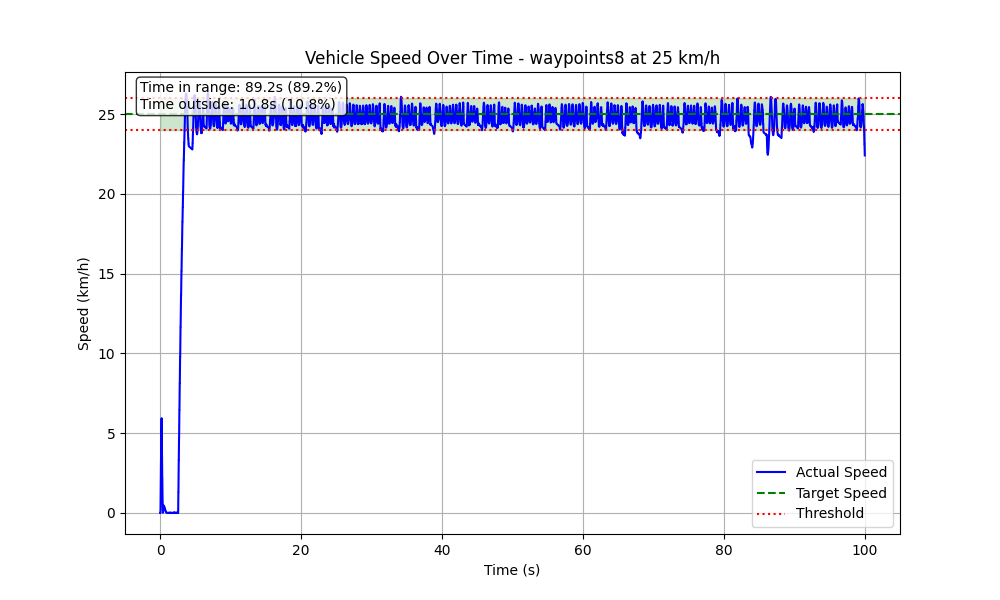 Vehicle Speed Over Time - waypoints8 at 25 km/h
Time in range: 89.2s (89.2%)
Time outside: 10.8s (10.8%)
25
20
15
10
5
0
Speed (km/h)
Actual Speed
Target Speed
Threshold
0 20 40 60 80 100
Time (s)